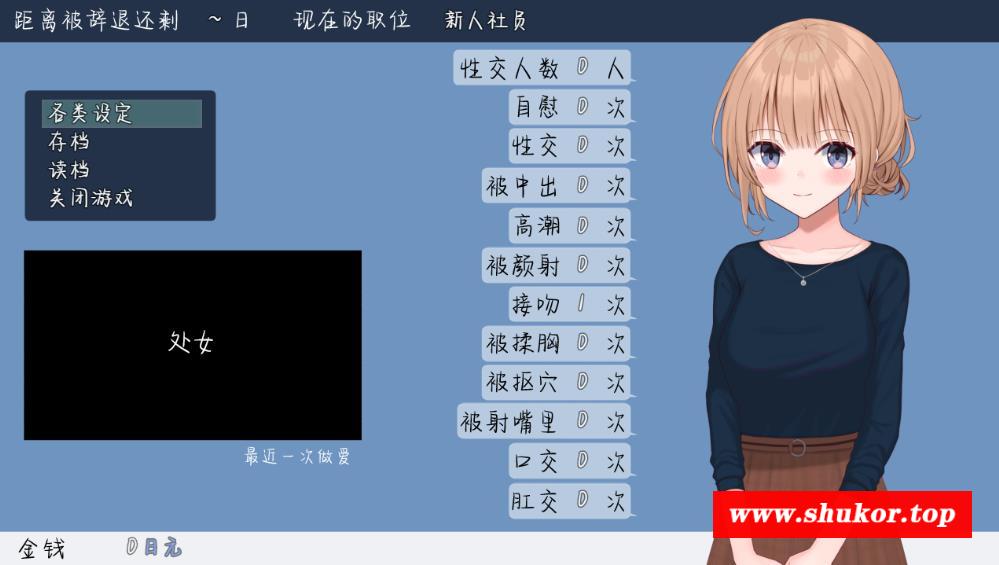 距离被辞退还剩 ~ 日 现在的职位 新人社员
各类设定
存档
读档
关闭游戏
处女
最近一次做爱
性交人数 0 人
自慰 0 次
性交 0 次
被中出 0 次
高潮 0 次
被颜射 0 次
接吻 1 次
被揉胸 0 次
被抠穴 0 次
被射嘴里 0 次
口交 0 次
肛交 0 次
www.shukor.top
金钱 0日元